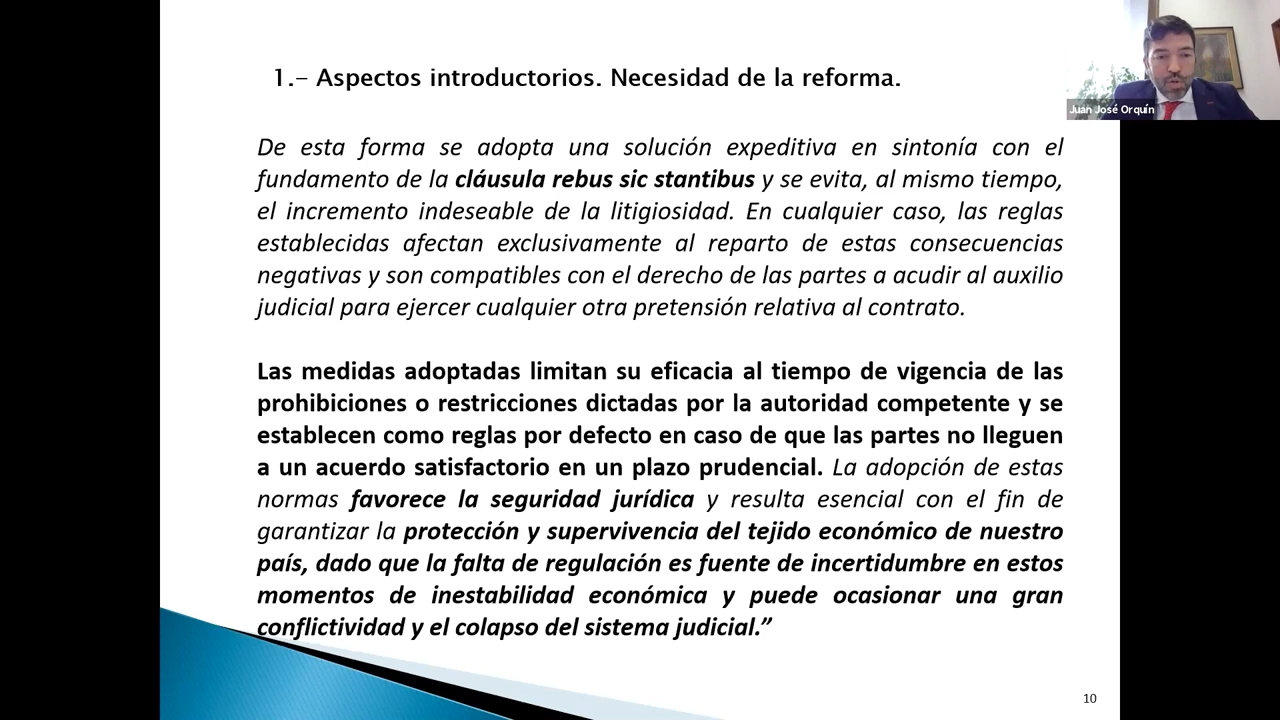 1.– Aspectos introductorios. Necesidad de la reforma.
Juan José Orquín
De esta forma se adopta una solución expeditiva en sintonía con el
fundamento de la cláusula rebus sic stantibus y se evita, al mismo tiempo,
el incremento indeseable de la litigiosidad. En cualquier caso, las reglas
establecidas afectan exclusivamente al reparto de estas consecuencias
negativas y son compatibles con el derecho de las partes a acudir al auxilio
judicial para ejercer cualquier otra pretensión relativa al contrato.
Las medidas adoptadas limitan su eficacia al tiempo de vigencia de las
prohibiciones o restricciones dictadas por la autoridad competente y se
establecen como reglas por defecto en caso de que las partes no lleguen
a un acuerdo satisfactorio en un plazo prudencial. La adopción de estas
normas favorece la seguridad jurídica y resulta esencial con el fin de
garantizar la protección y supervivencia del tejido económico de nuestro
país, dado que la falta de regulación es fuente de incertidumbre en estos
momentos de inestabilidad económica y puede ocasionar una gran
conflictividad y el colapso del sistema judicial.”
10